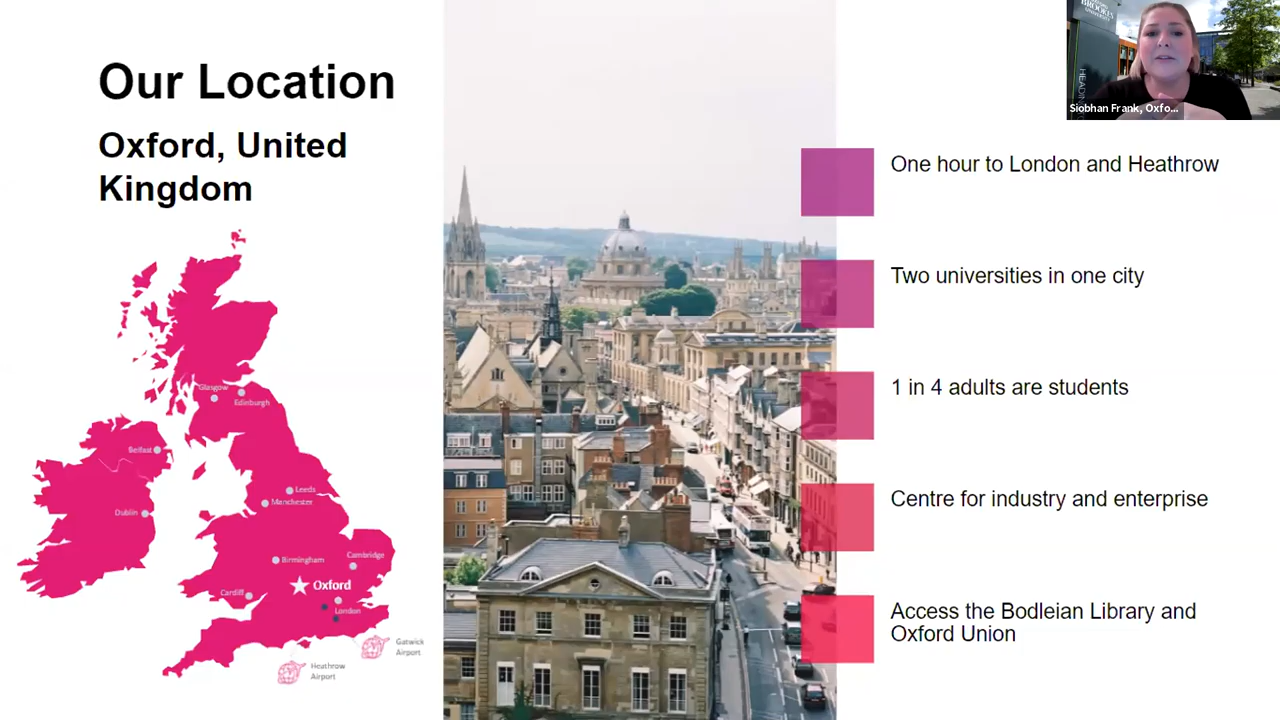 Our Location
Oxford, United
Kingdom
Glasgow
Edinburgh
Belfast
Leeds
Manchester
Dublin
Birmingham
Cambridge
Oxford
Cardiff
London
Gatwick
Airport
Heathrow
Airport
One hour to London and Heathrow
Two universities in one city
1 in 4 adults are students
Centre for industry and enterprise
Access the Bodleian Library and
Oxford Union
BROOKES
UNIVERSITY
Siobhan Frank, Oxfo...